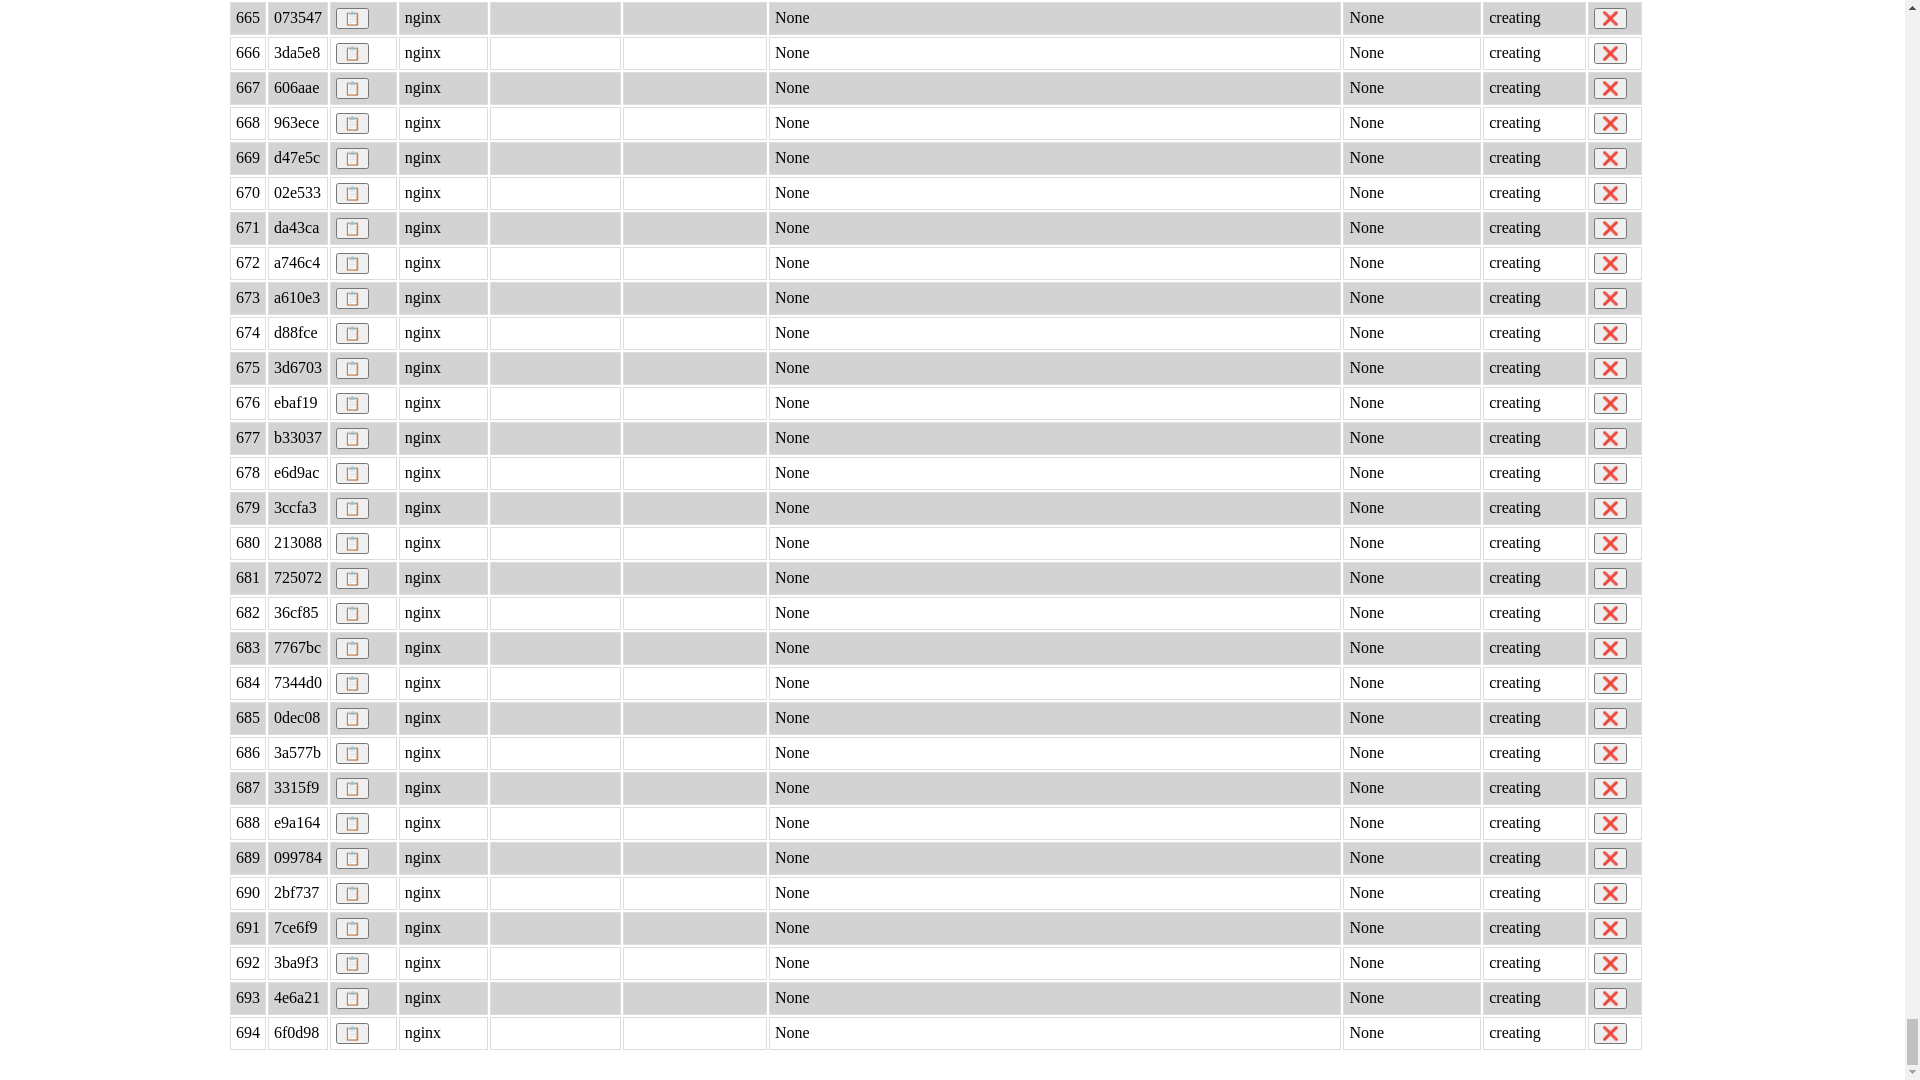 665 073547 nginx None None creating
666 3da5e8 nginx None None creating
667 606aae nginx None None creating
668 963ece nginx None None creating
669 d47e5c nginx None None creating
670 02e533 nginx None None creating
671 da43ca nginx None None creating
672 a746c4 nginx None None creating
673 a610e3 nginx None None creating
674 d88fce nginx None None creating
675 3d6703 nginx None None creating
676 ebaf19 nginx None None creating
677 b33037 nginx None None creating
678 e6d9ac nginx None None creating
679 3ccfa3 nginx None None creating
680 213088 nginx None None creating
681 725072 nginx None None creating
682 36cf85 nginx None None creating
683 7767bc nginx None None creating
684 7344d0 nginx None None creating
685 0dec08 nginx None None creating
686 3a577b nginx None None creating
687 3315f9 nginx None None creating
688 e9a164 nginx None None creating
689 099784 nginx None None creating
690 2bf737 nginx None None creating
691 7ce6f9 nginx None None creating
692 3ba9f3 nginx None None creating
693 4e6a21 nginx None None creating
694 6f0d98 nginx None None creating